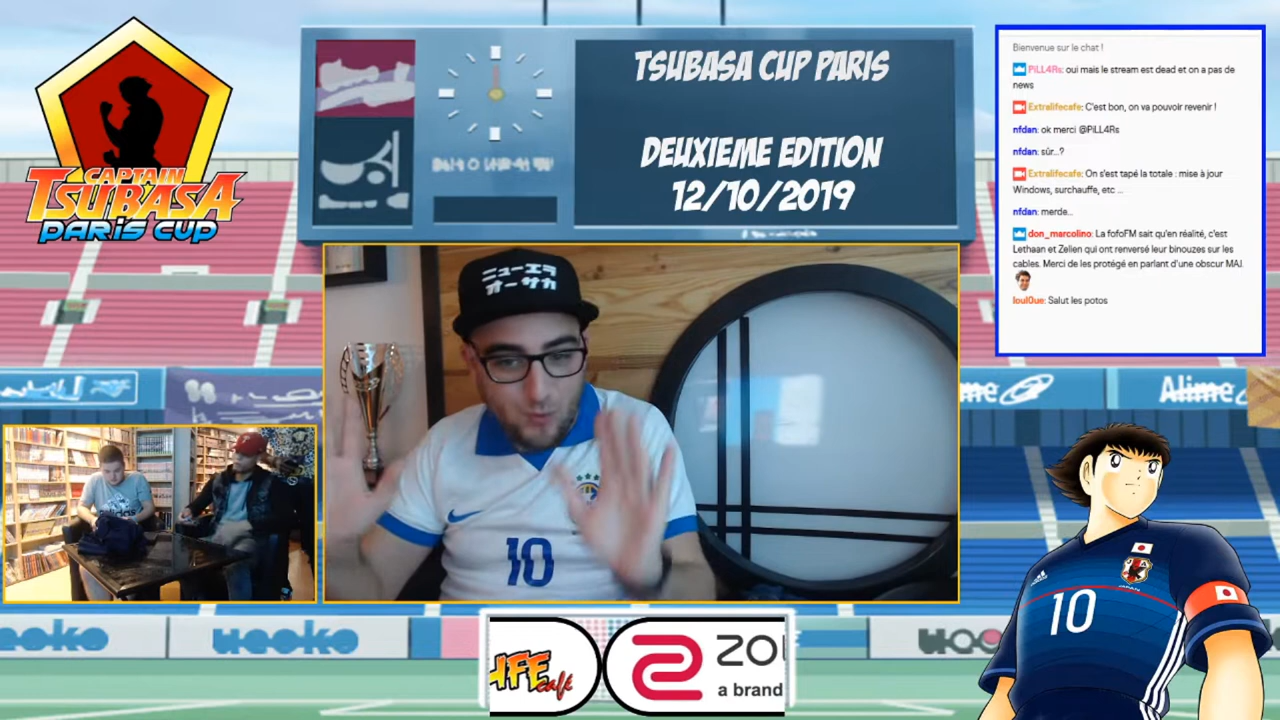 CAPTAIN
TSUBASA
PARIS CUP
TSUBASA CUP PARIS
DEUXIEME EDITION
12/10/2019
Bienvenue sur le chat !
PiLL4Rs: oui mais le stream est dead et on a pas de
news
Extralifecafe: C'est bon, on va pouvoir revenir !
nfdan: ok merci @PiLL4Rs
nfdan: sûr...?
Extralifecafe: On s'est tapé la totale : mise à jour
Windows, surchauffe, etc ...
nfdan: merde...
don_marcolino: La fofoFM sait qu'en réalité, c'est
Lethaan et Zelien qui ont renversé leur binouzes sur les
cables. Merci de les protégé en parlant d'une obscur MAJ.
loul0ue: Salut les potos
ニューエラ
オーサカ
10
adidas
JAPAN
10
café
ZO
a brand